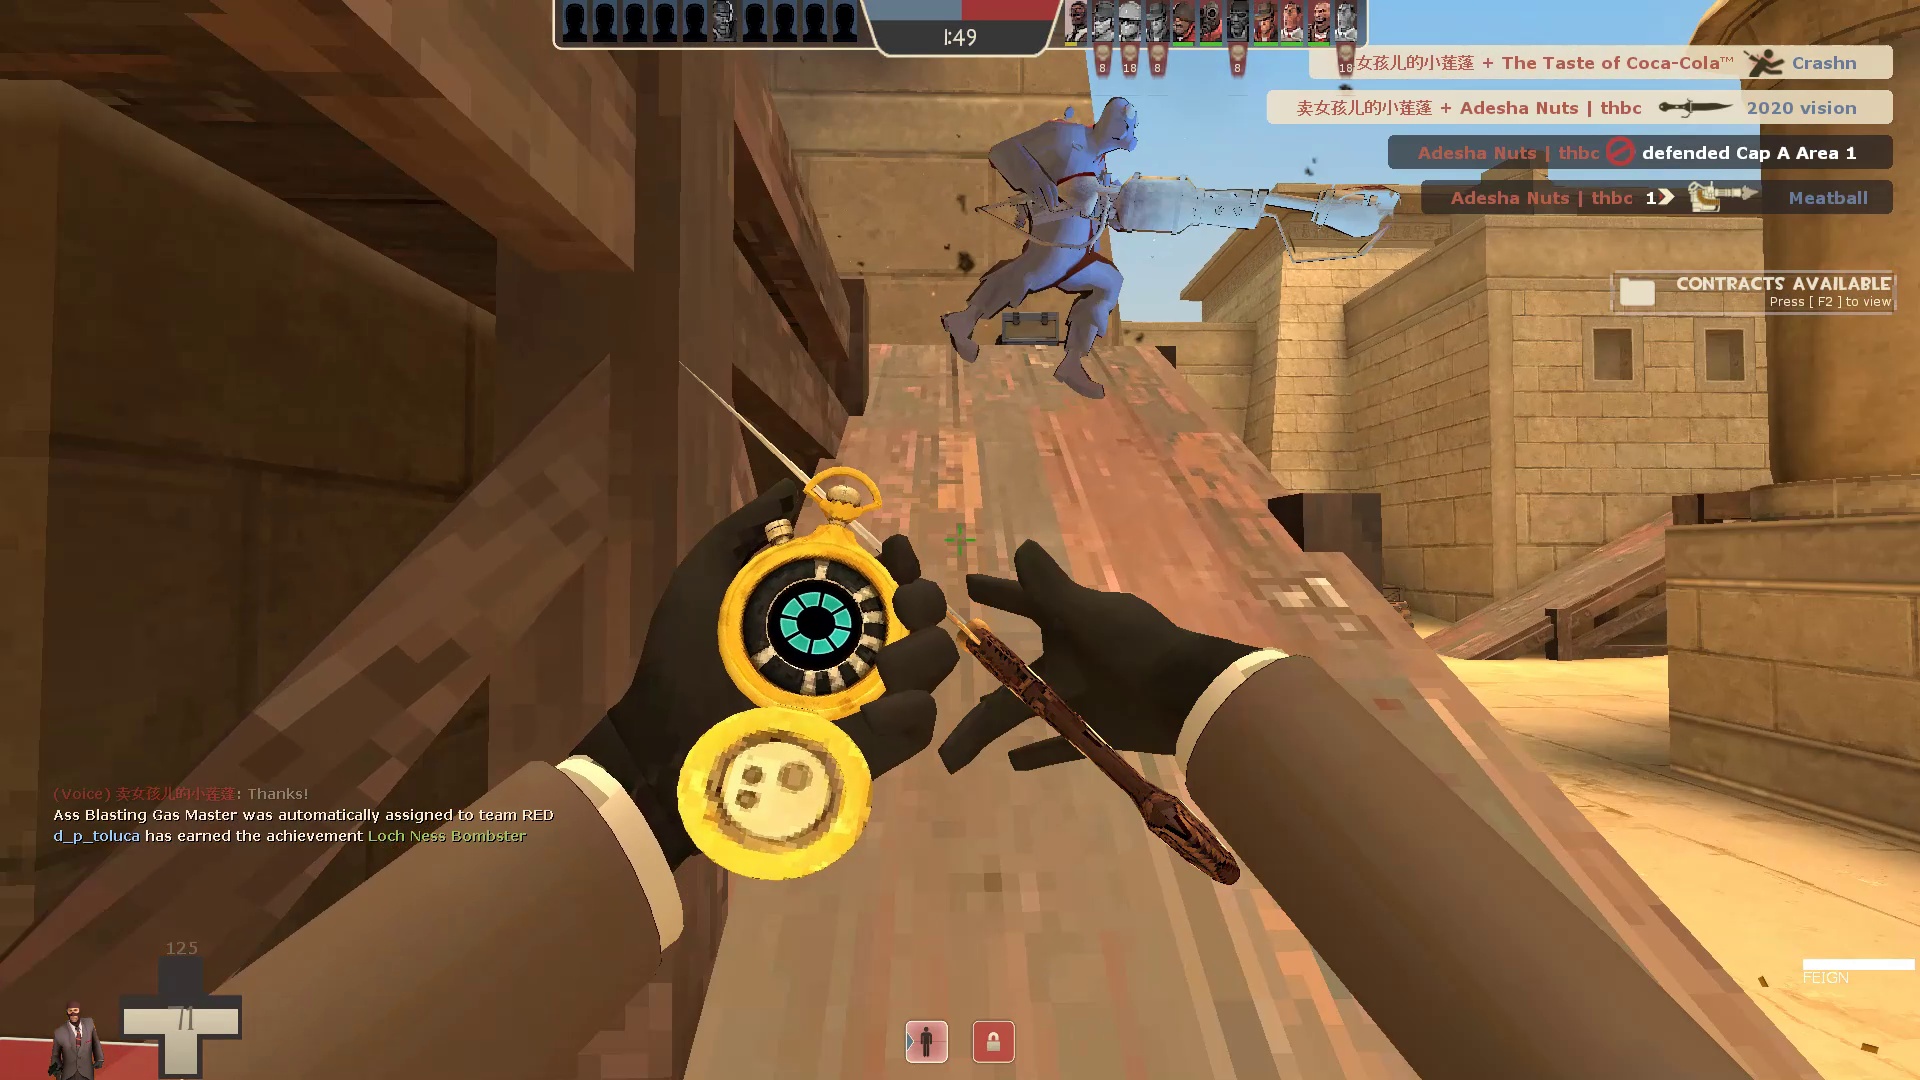 1:49
8 18 8 8 18
女孩儿的小莲蓬 + The Taste of Coca-Cola™ Crashn
卖女孩儿的小莲蓬 + Adesha Nuts | thbc 2020 vision
Adesha Nuts | thbc defended Cap A Area 1
Adesha Nuts | thbc 1 Meatball
CONTRACTS AVAILABLE
Press [ F2 ] to view
(Voice) 卖女孩儿的小莲蓬: Thanks!
Ass Blasting Gas Master was automatically assigned to team RED
d_p_toluca has earned the achievement Loch Ness Bombster
125
71
FEIGN